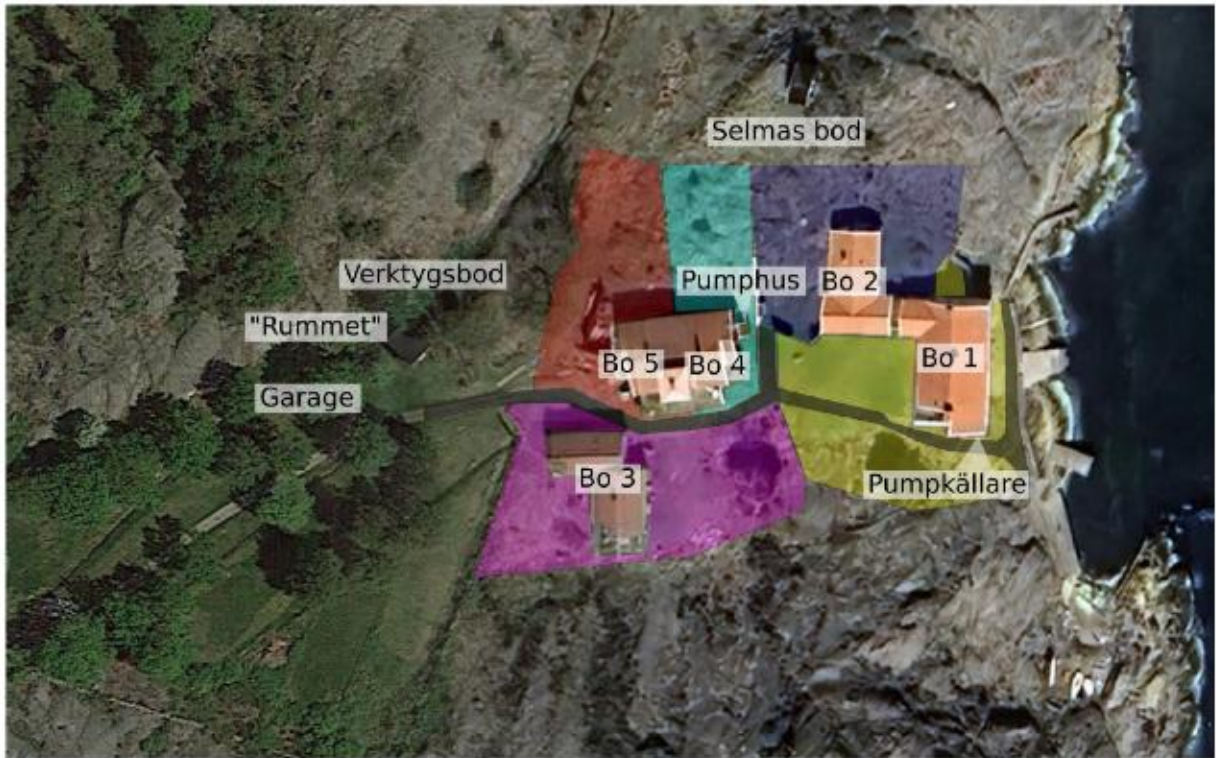 Selmas bod
Verktygsbod
Pumphus
Bo 2
"Rummet"
Bo 5
Bo 4
Bo 1
Garage
Bo 3
Pumpkällare